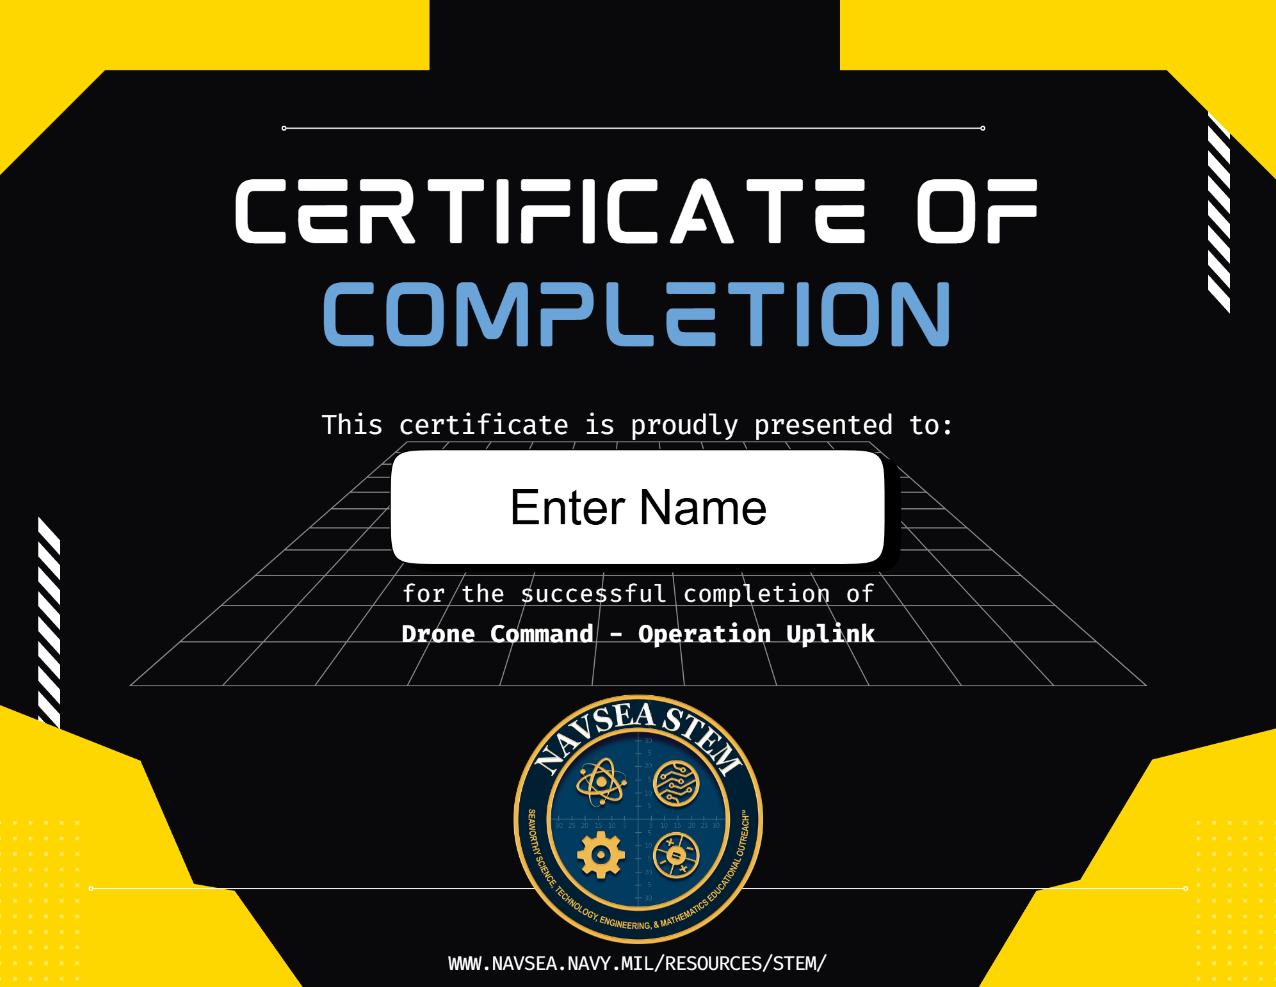 CERTIFICATE OF
COMPLETION
This certificate is proudly presented to:
Enter Name
for the successful completion of
Drone Command - Operation Uplink
NAVSEA STEM
SEAWORTHY SCIENCE, TECHNOLOGY, ENGINEERING, & MATHEMATICS EDUCATIONAL OUTREACH™
WWW.NAVSEA.NAVY.MIL/RESOURCES/STEM/